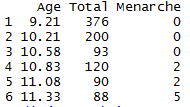 Age Total Menarche
1 9.21 376 0
2 10.21 200 0
3 10.58 93 0
4 10.83 120 2
5 11.08 90 2
6 11.33 88 5